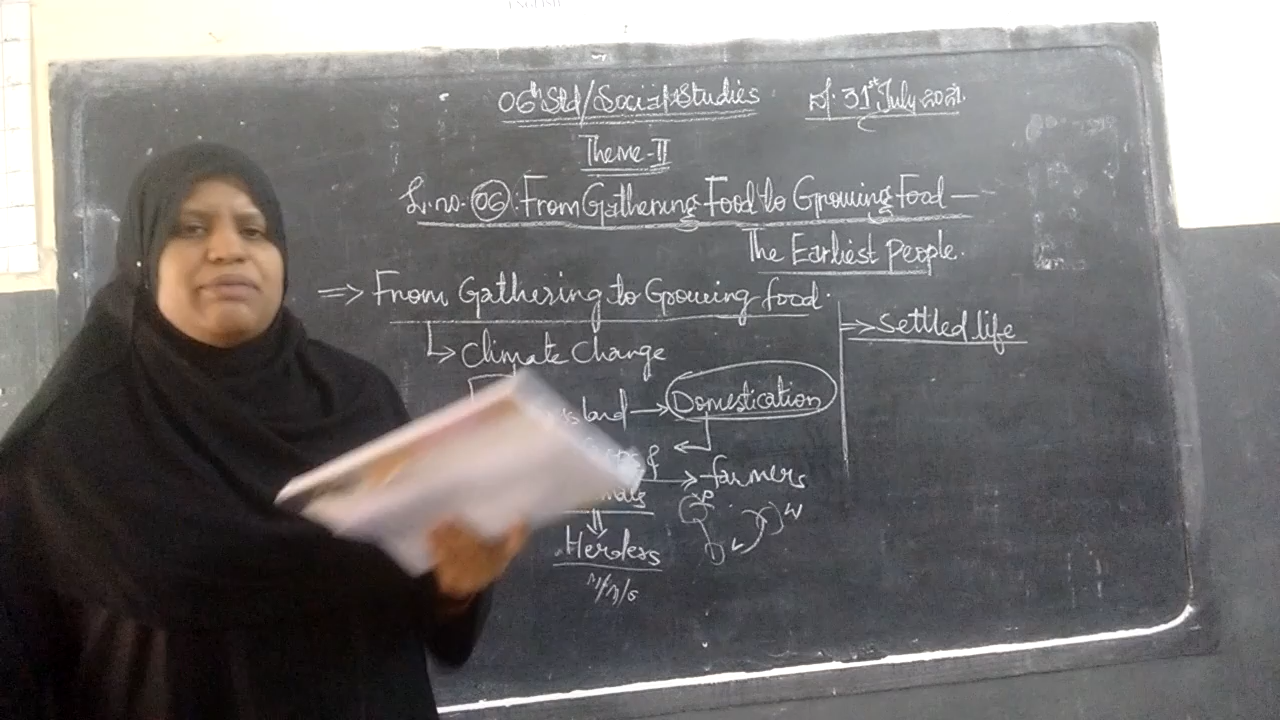 ENGLISH
06th Std/Social Studies
31st July 2021.
Theme-II
L.no. 06: From Gathering Food to Growing Food —
The Earliest People.
⇒ From Gathering to Growing food.
⇒ Settled life
Climate Change
Domestication
→ farmers
Herders